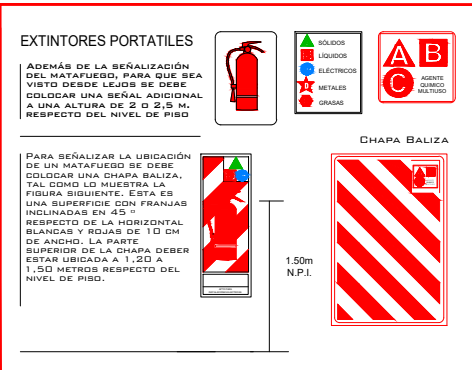 EXTINTORES PORTATILES
ADEMÁS DE LA SEÑALIZACIÓN
DEL MATAFUEGO, PARA QUE SEA
VISTO DESDE LEJOS SE DEBE
COLOCAR UNA SEÑAL ADICIONAL
A UNA ALTURA DE 2 O 2,5 M.
RESPECTO DEL NIVEL DE PISO
SÓLIDOS
LÍQUIDOS
ELÉCTRICOS
D METALES
GRASAS
A B
C
AGENTE
QUIMICO
MULTIUSO
CHAPA BALIZA
PARA SEÑALIZAR LA UBICACIÓN
DE UN MATAFUEGO SE DEBE
COLOCAR UNA CHAPA BALIZA,
TAL COMO LO MUESTRA LA
FIGURA SIGUIENTE. ESTA ES
UNA SUPERFICIE CON FRANJAS
INCLINADAS EN 45 º
RESPECTO DE LA HORIZONTAL
BLANCAS Y ROJAS DE 10 CM
DE ANCHO. LA PARTE
SUPERIOR DE LA CHAPA DEBER
ESTAR UBICADA A 1,20 A
1,50 METROS RESPECTO DEL
NIVEL DE PISO.
1.50m
N.P.I.